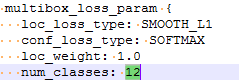 multibox_loss_param {
loc_loss_type: SMOOTH_L1
conf_loss_type: SOFTMAX
loc_weight: 1.0
num_classes: 12